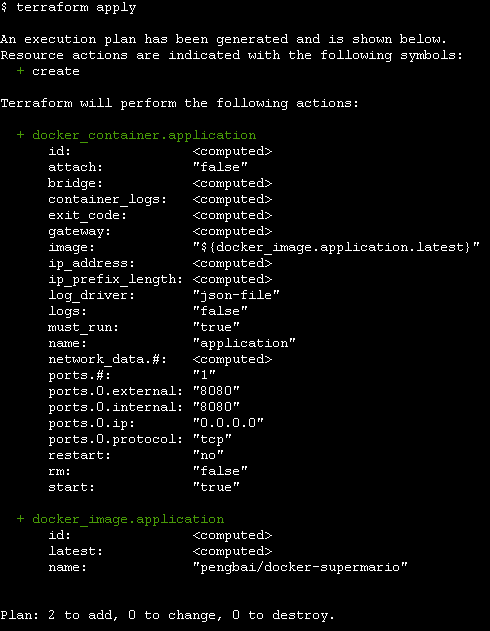 $ terraform apply
An execution plan has been generated and is shown below.
Resource actions are indicated with the following symbols:
+ create
Terraform will perform the following actions:
+ docker_container.application
id: <computed>
attach: "false"
bridge: <computed>
container_logs: <computed>
exit_code: <computed>
gateway: <computed>
image: "${docker_image.application.latest}"
ip_address: <computed>
ip_prefix_length: <computed>
log_driver: "json-file"
logs: "false"
must_run: "true"
name: "application"
network_data.#: <computed>
ports.#: "1"
ports.0.external: "8080"
ports.0.internal: "8080"
ports.0.ip: "0.0.0.0"
ports.0.protocol: "tcp"
restart: "no"
rm: "false"
start: "true"
+ docker_image.application
id: <computed>
latest: <computed>
name: "pengbai/docker-supermario"
Plan: 2 to add, 0 to change, 0 to destroy.